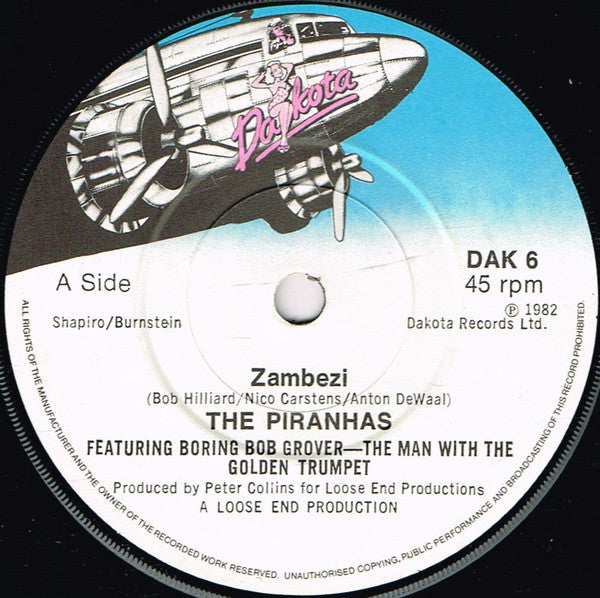 Dakota
A Side
DAK 6
45 rpm
Ⓟ 1982
Shapiro/Burnstein
Dakota Records Ltd.
Zambezi
(Bob Hilliard/Nico Carstens/Anton DeWaal)
THE PIRANHAS
FEATURING BORING BOB GROVER—THE MAN WITH THE
GOLDEN TRUMPET
Produced by Peter Collins for Loose End Productions
A LOOSE END PRODUCTION
ALL RIGHTS OF THE MANUFACTURER AND THE OWNER OF THE RECORDED WORK RESERVED. UNAUTHORISED COPYING, PUBLIC PERFORMANCE AND BROADCASTING OF THIS RECORD PROHIBITED.